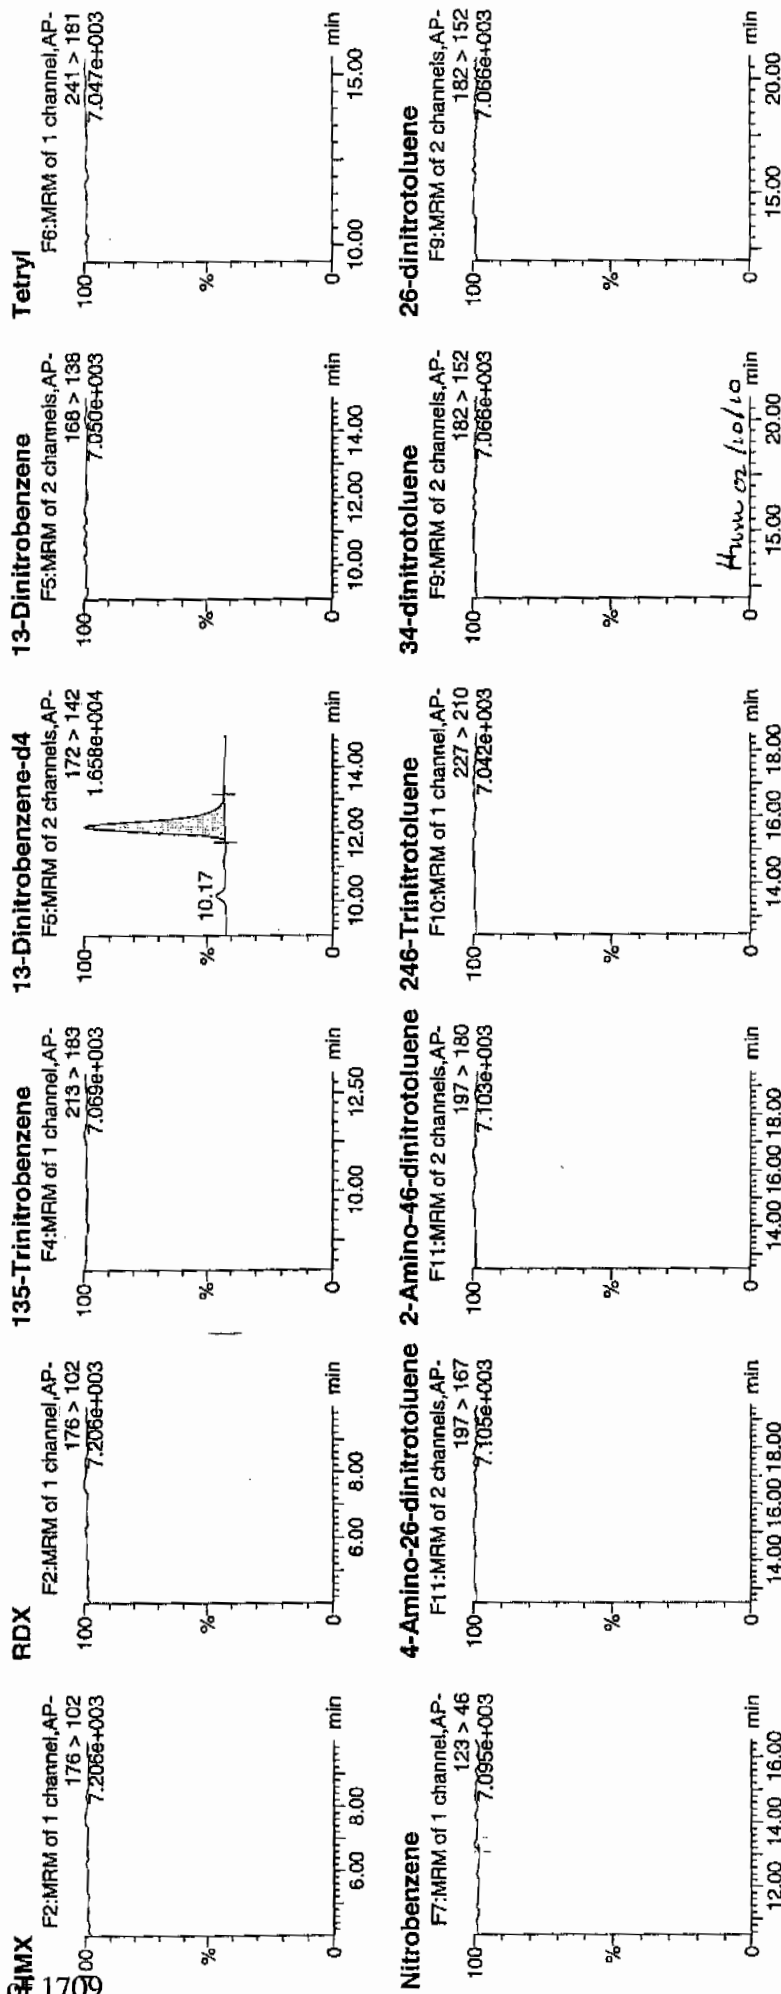 HMX
F2:MRM of 1 channel,AP-
176 > 102
7.206e+003
100
%
0
6.00 8.00
min
RDX
F2:MRM of 1 channel,AP-
176 > 102
7.206e+003
100
%
0
6.00 8.00
min
135-Trinitrobenzene
F4:MRM of 1 channel,AP-
213 > 183
7.069e+003
100
%
0
10.00 12.50
min
13-Dinitrobenzene-d4
F5:MRM of 2 channels,AP-
172 > 142
1.658e+004
100
10.17
%
0
10.00 12.00 14.00
min
13-Dinitrobenzene
F5:MRM of 2 channels,AP-
168 > 138
7.050e+003
100
%
0
10.00 12.00 14.00
min
Tetryl
F6:MRM of 1 channel,AP-
241 > 181
7.047e+003
100
%
0
10.00 15.00
min
Nitrobenzene
F7:MRM of 1 channel,AP-
123 > 46
7.095e+003
100
%
0
12.00 14.00 16.00
min
4-Amino-26-dinitrotoluene
F11:MRM of 2 channels,AP-
197 > 167
7.105e+003
100
%
0
14.00 16.00 18.00
min
2-Amino-46-dinitrotoluene
F11:MRM of 2 channels,AP-
197 > 180
7.103e+003
100
%
0
14.00 16.00 18.00
min
246-Trinitrotoluene
F10:MRM of 1 channel,AP-
227 > 210
7.042e+003
100
%
0
14.00 16.00 18.00
min
34-dinitrotoluene
F9:MRM of 2 channels,AP-
182 > 152
7.066e+003
100
%
02/10/10
0
15.00 20.00
min
26-dinitrotoluene
F9:MRM of 2 channels,AP-
182 > 152
7.066e+003
100
%
0
15.00 20.00
min
1709